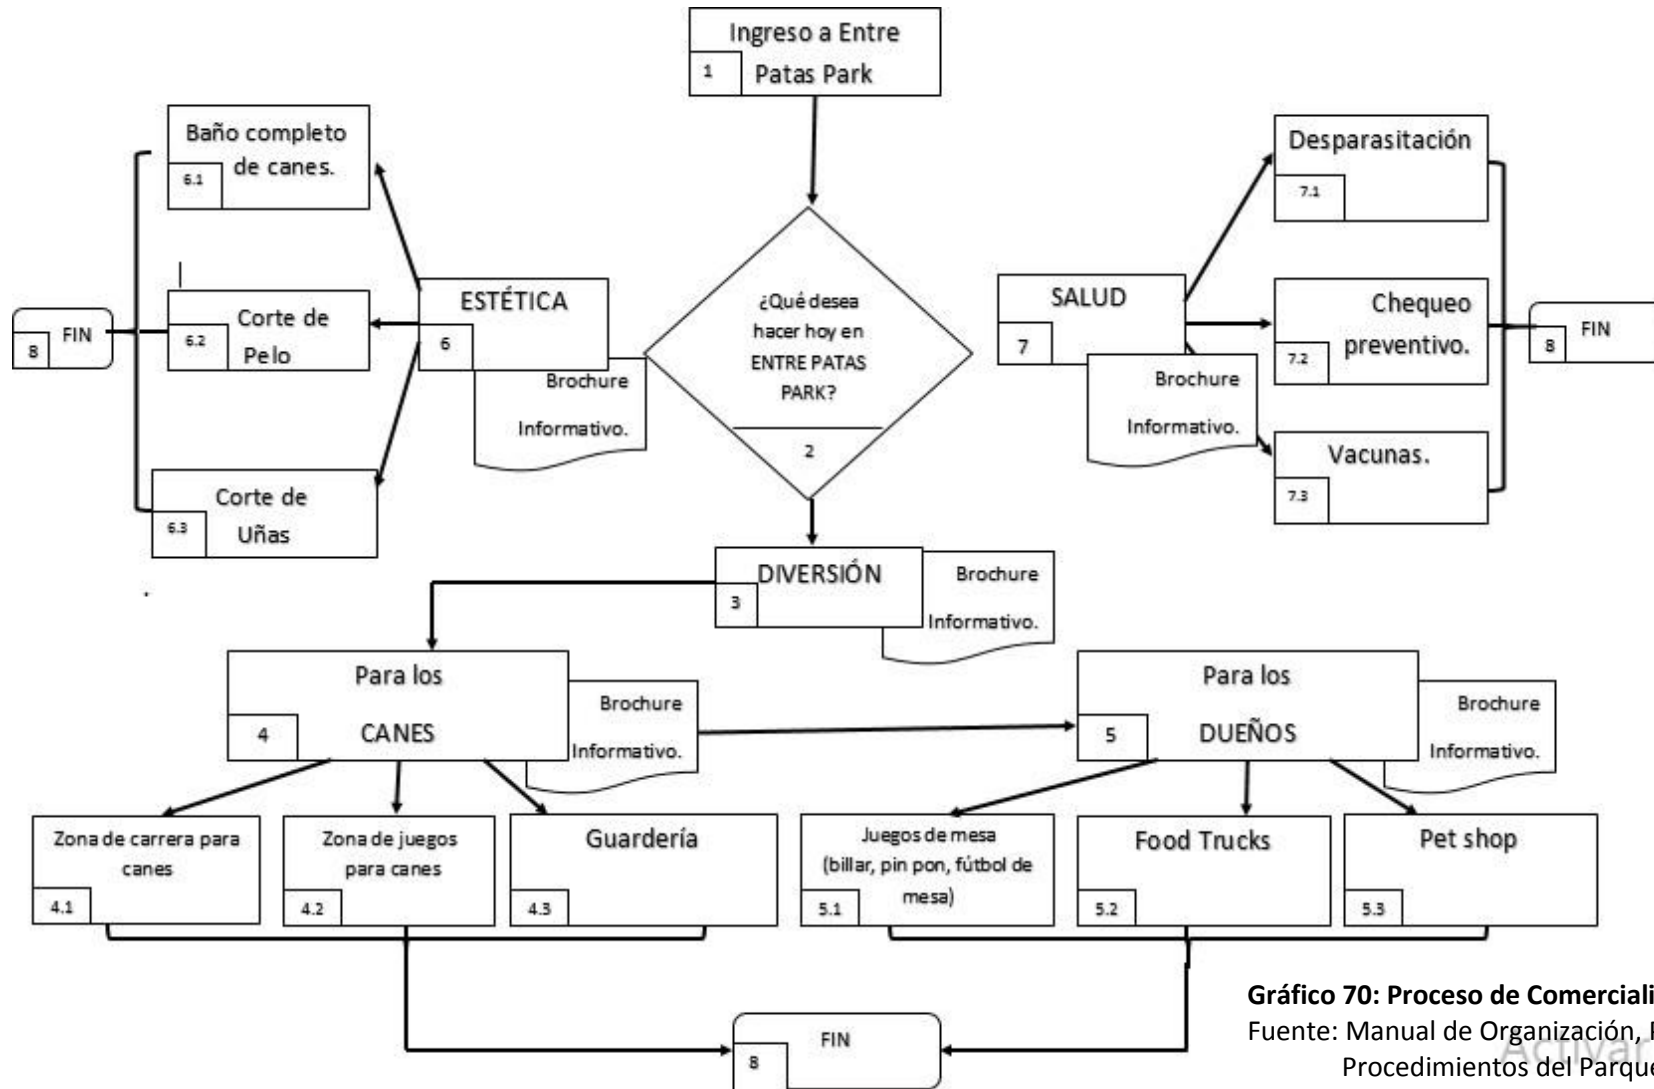 Ingreso a Entre
Patas Park
1
Baño completo
de canes.
6.1
Corte de
Pelo
6.2
Corte de
Uñas
6.3
FIN
8
ESTÉTICA
6
Brochure
Informativo.
¿Qué desea
hacer hoy en
ENTRE PATAS
PARK?
2
SALUD
7
Brochure
Informativo.
Desparasitación
7.1
Chequeo
preventivo.
7.2
Vacunas.
7.3
FIN
8
DIVERSIÓN
3
Brochure
Informativo.
Para los
CANES
4
Brochure
Informativo.
Para los
DUEÑOS
5
Brochure
Informativo.
Zona de carrera para
canes
4.1
Zona de juegos
para canes
4.2
Guardería
4.3
Juegos de mesa
(billar, pin pon, fútbol de
mesa)
5.1
Food Trucks
5.2
Pet shop
5.3
FIN
8
Gráfico 70: Proceso de Comerciali
Fuente: Manual de Organización, P
Procedimientos del Parque
Activar